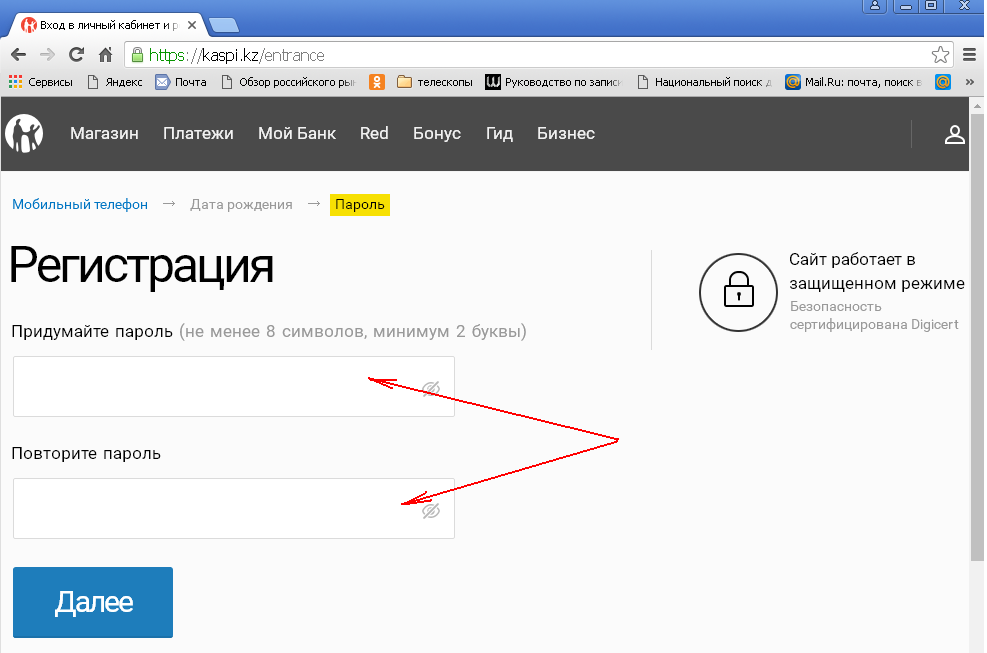 Вход в личный кабинет и р
https://kaspi.kz/entrance
Сервисы Яндекс Почта Обзор российского рын телескопы Руководство по запис Национальный поиск д Mail.Ru: почта, поиск в »
Магазин Платежи Мой Банк Red Бонус Гид Бизнес
Мобильный телефон → Дата рождения → Пароль
Регистрация
Сайт работает в
защищенном режиме
Безопасность
сертифицирована Digicert
Придумайте пароль (не менее 8 символов, минимум 2 буквы)
Повторите пароль
Далее